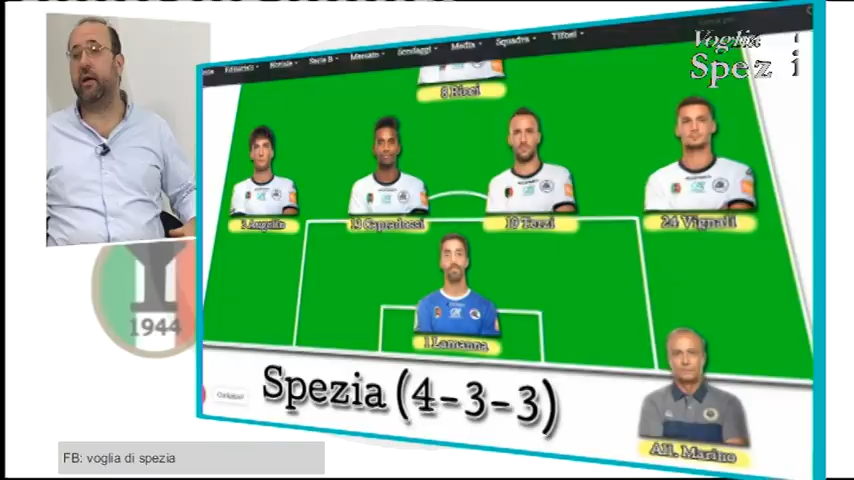 Serie B
Mercato
Sondaggi
Media
Squadra
Tifosi
Voglia
Spez i
8 Ricci
3 Augello
13 Capradossi
19 Terzi
24 Vignali
1 Lamanna
1944
Spezia (4-3-3)
All. Marino
FB: voglia di spezia